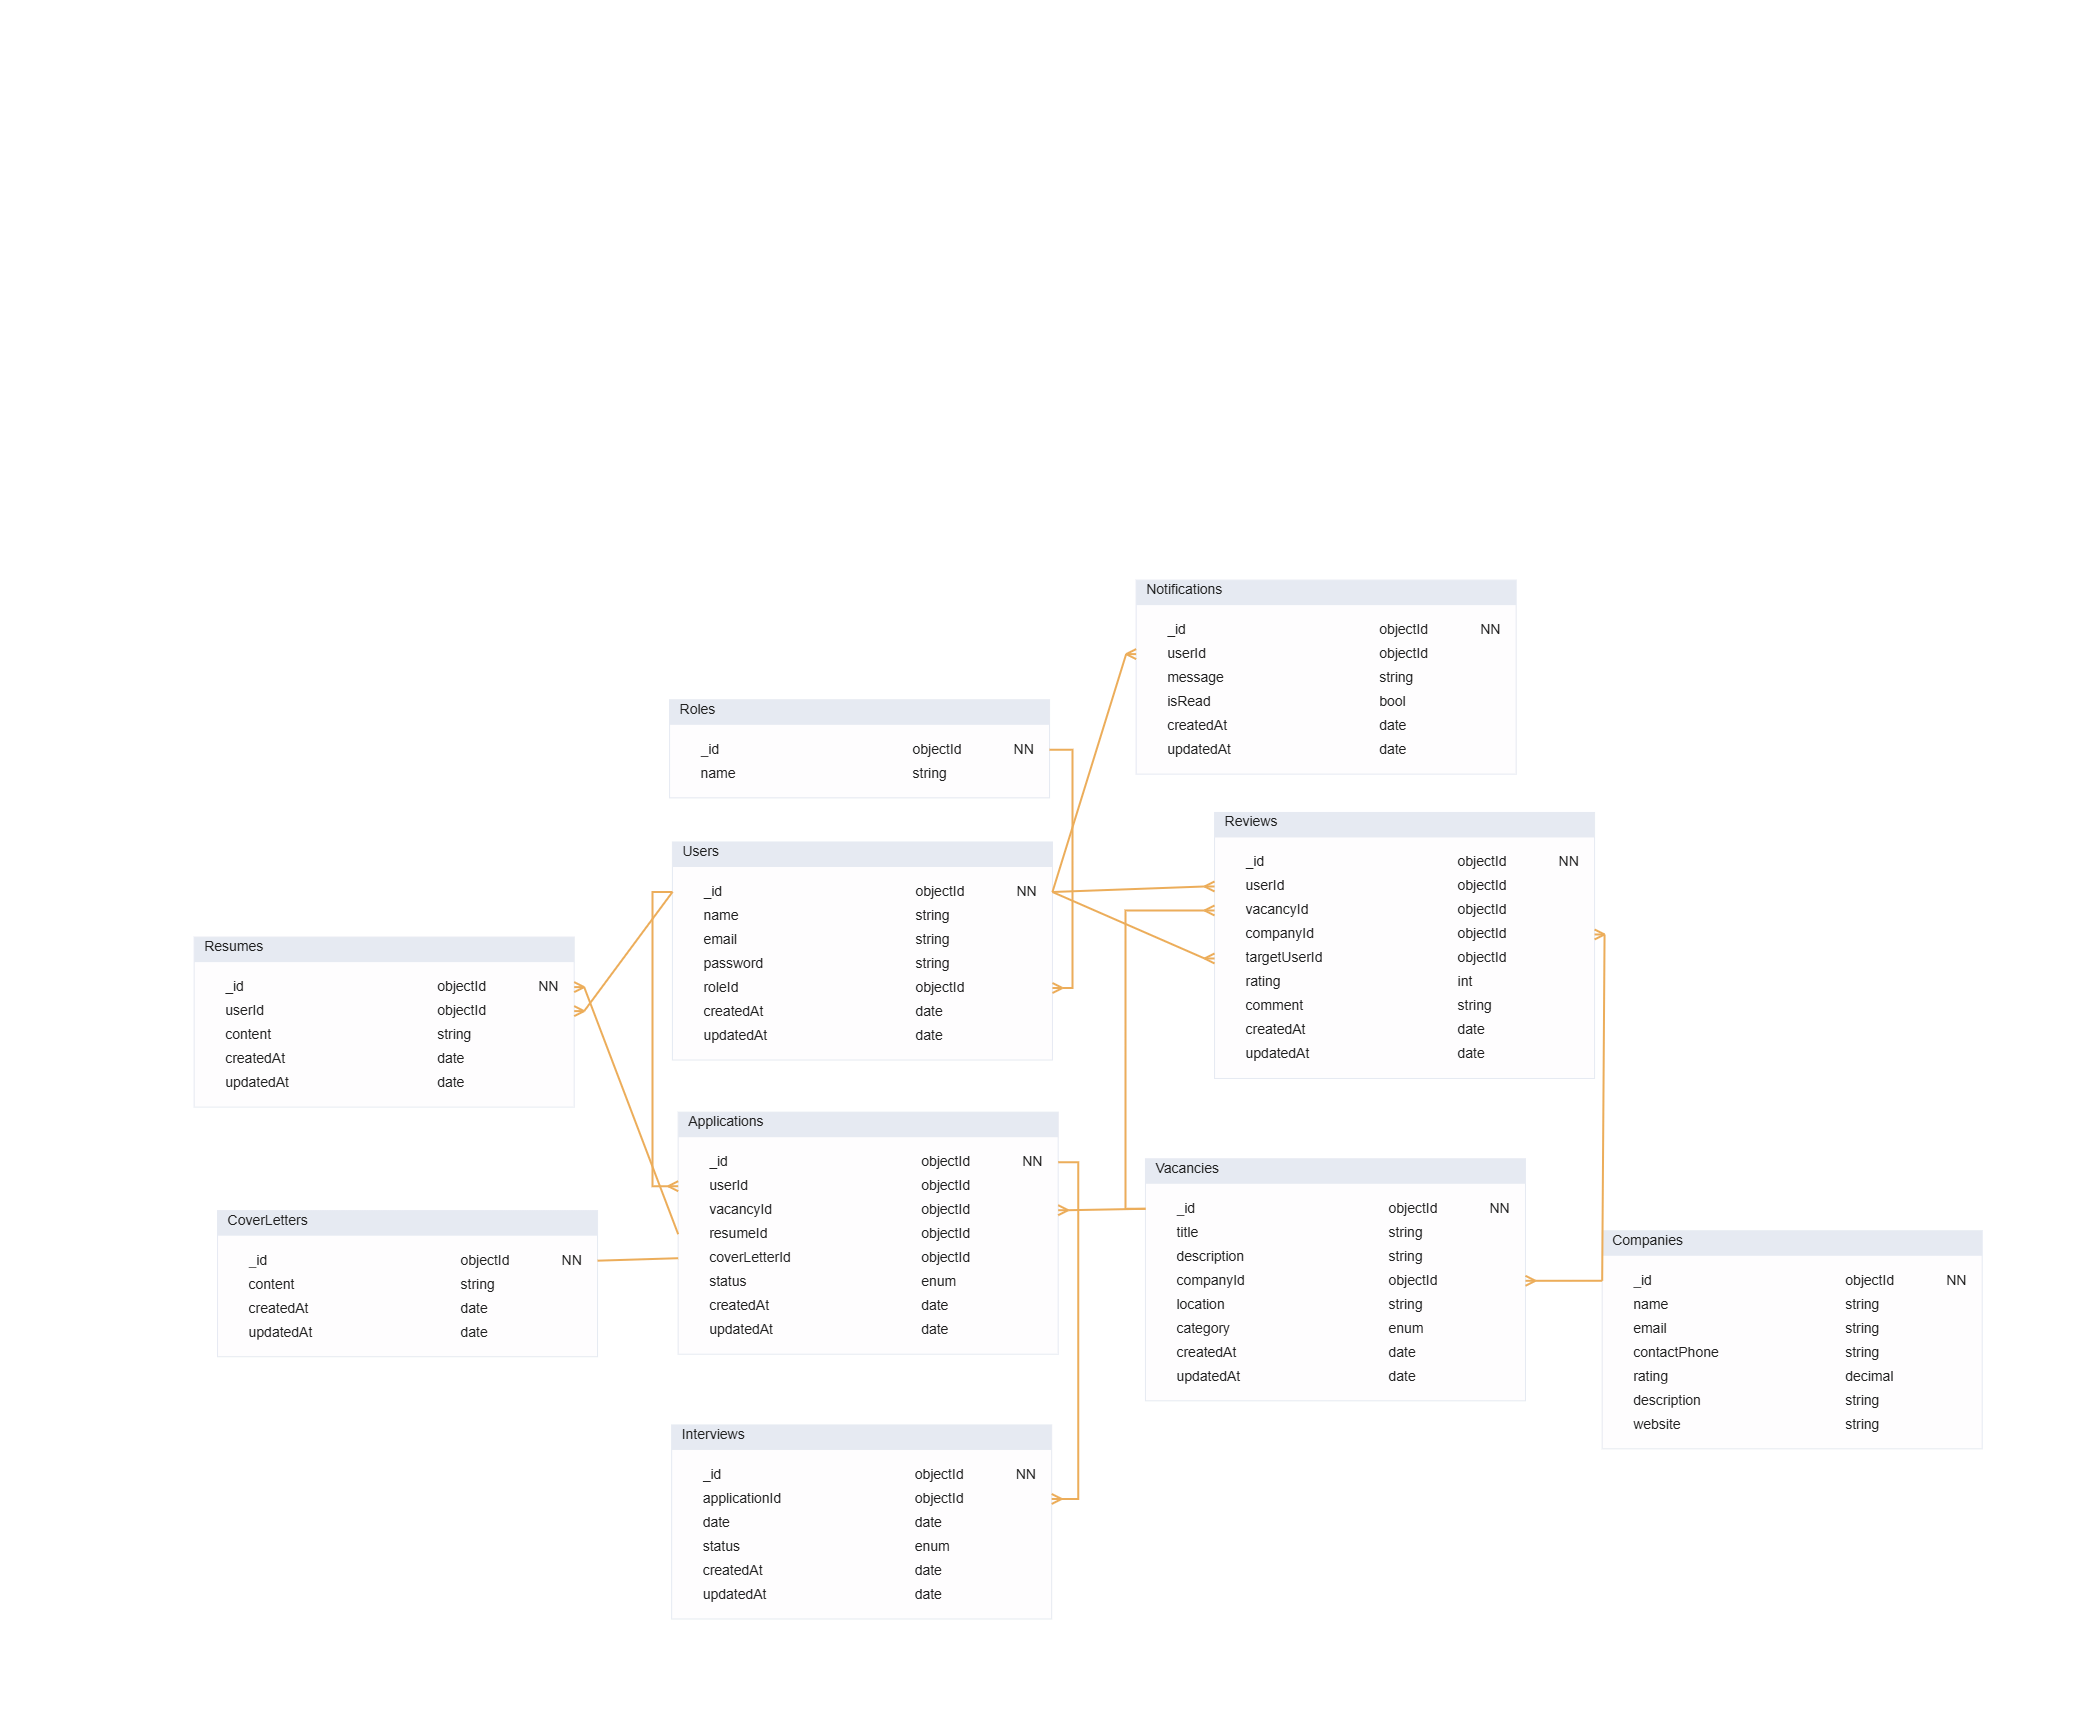 Notifications
_id objectId NN
userId objectId
message string
isRead bool
createdAt date
updatedAt date
Roles
_id objectId NN
name string
Reviews
_id objectId NN
userId objectId
vacancyId objectId
companyId objectId
targetUserId objectId
rating int
comment string
createdAt date
updatedAt date
Users
_id objectId NN
name string
email string
password string
roleId objectId
createdAt date
updatedAt date
Resumes
_id objectId NN
userId objectId
content string
createdAt date
updatedAt date
Applications
_id objectId NN
userId objectId
vacancyId objectId
resumeId objectId
coverLetterId objectId
status enum
createdAt date
updatedAt date
Vacancies
_id objectId NN
title string
description string
companyId objectId
location string
category enum
createdAt date
updatedAt date
CoverLetters
_id objectId NN
content string
createdAt date
updatedAt date
Companies
_id objectId NN
name string
email string
contactPhone string
rating decimal
description string
website string
Interviews
_id objectId NN
applicationId objectId
date date
status enum
createdAt date
updatedAt date